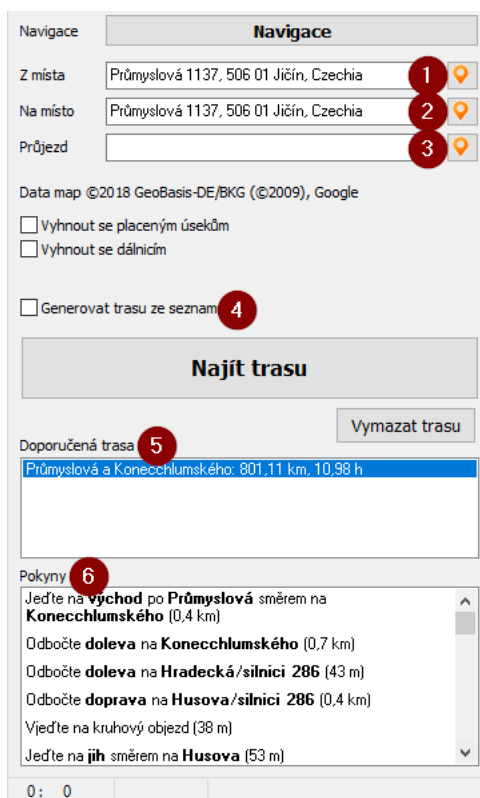 Navigace Navigace
Z místa Průmyslová 1137, 506 01 Jičín, Czechia 1
Na místo Průmyslová 1137, 506 01 Jičín, Czechia 2
Průjezd 3
Data map ©2018 GeoBasis-DE/BKG (©2009), Google
Vyhnout se placeným úsekům
Vyhnout se dálnicím
Generovat trasu ze seznam 4
Najít trasu
Vymazat trasu
Doporučená trasa 5
Průmyslová a Konecchlumského: 801,11 km, 10,98 h
Pokyny 6
Jeďte na východ po Průmyslová směrem na
Konecchlumského (0,4 km)
Odbočte doleva na Konecchlumského (0,7 km)
Odbočte doleva na Hradecká/silnici 286 (43 m)
Odbočte doprava na Husova/silnici 286 (0,4 km)
Vjeďte na kruhový objezd (38 m)
Jeďte na jih směrem na Husova (53 m)
0: 0